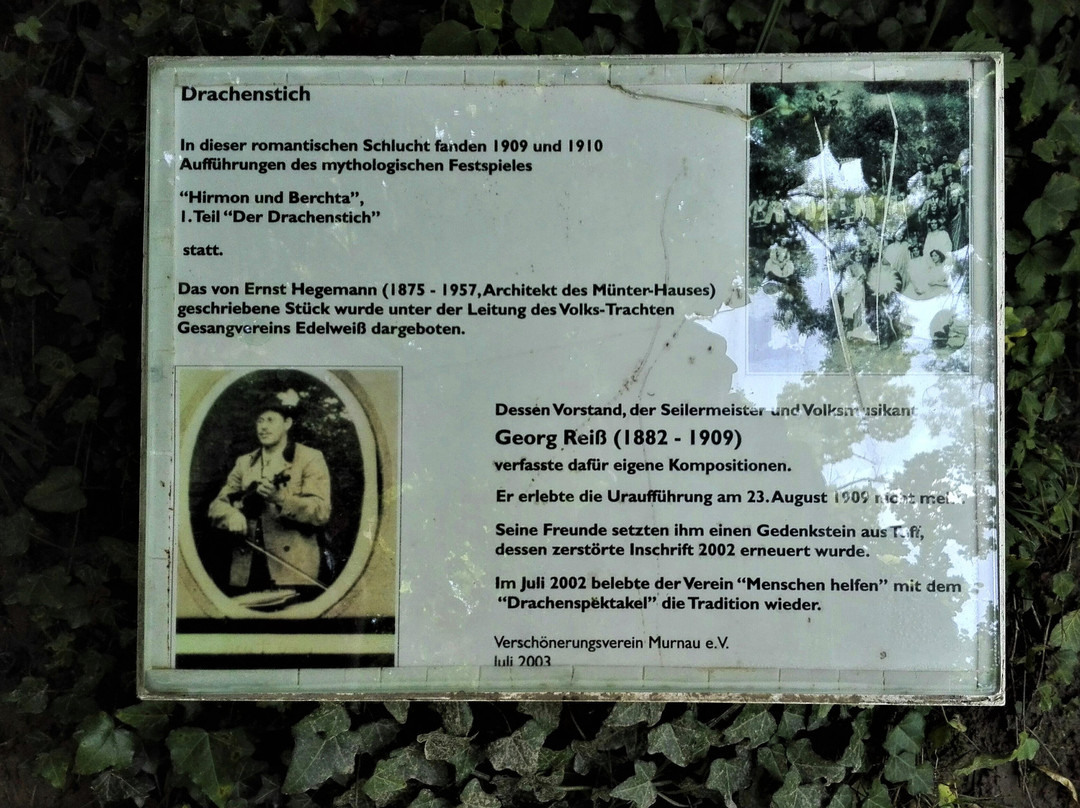 Drachenstich
In dieser romantischen Schlucht fanden 1909 und 1910
Aufführungen des mythologischen Festspieles
“Hirmon und Berchta”,
1. Teil “Der Drachenstich”
statt.
Das von Ernst Hegemann (1875 - 1957, Architekt des Münter-Hauses)
geschriebene Stück wurde unter der Leitung des Volks-Trachten
Gesangvereins Edelweiß dargeboten.
Dessen Vorstand, der Seilermeister und Volksmusikant
Georg Reiß (1882 - 1909)
verfasste dafür eigene Kompositionen.
Er erlebte die Uraufführung am 23. August 1909 nicht mehr.
Seine Freunde setzten ihm einen Gedenkstein aus Tuff,
dessen zerstörte Inschrift 2002 erneuert wurde.
Im Juli 2002 belebte der Verein “Menschen helfen” mit dem
“Drachenspektakel” die Tradition wieder.
Verschönerungsverein Murnau e.V.
Juli 2003